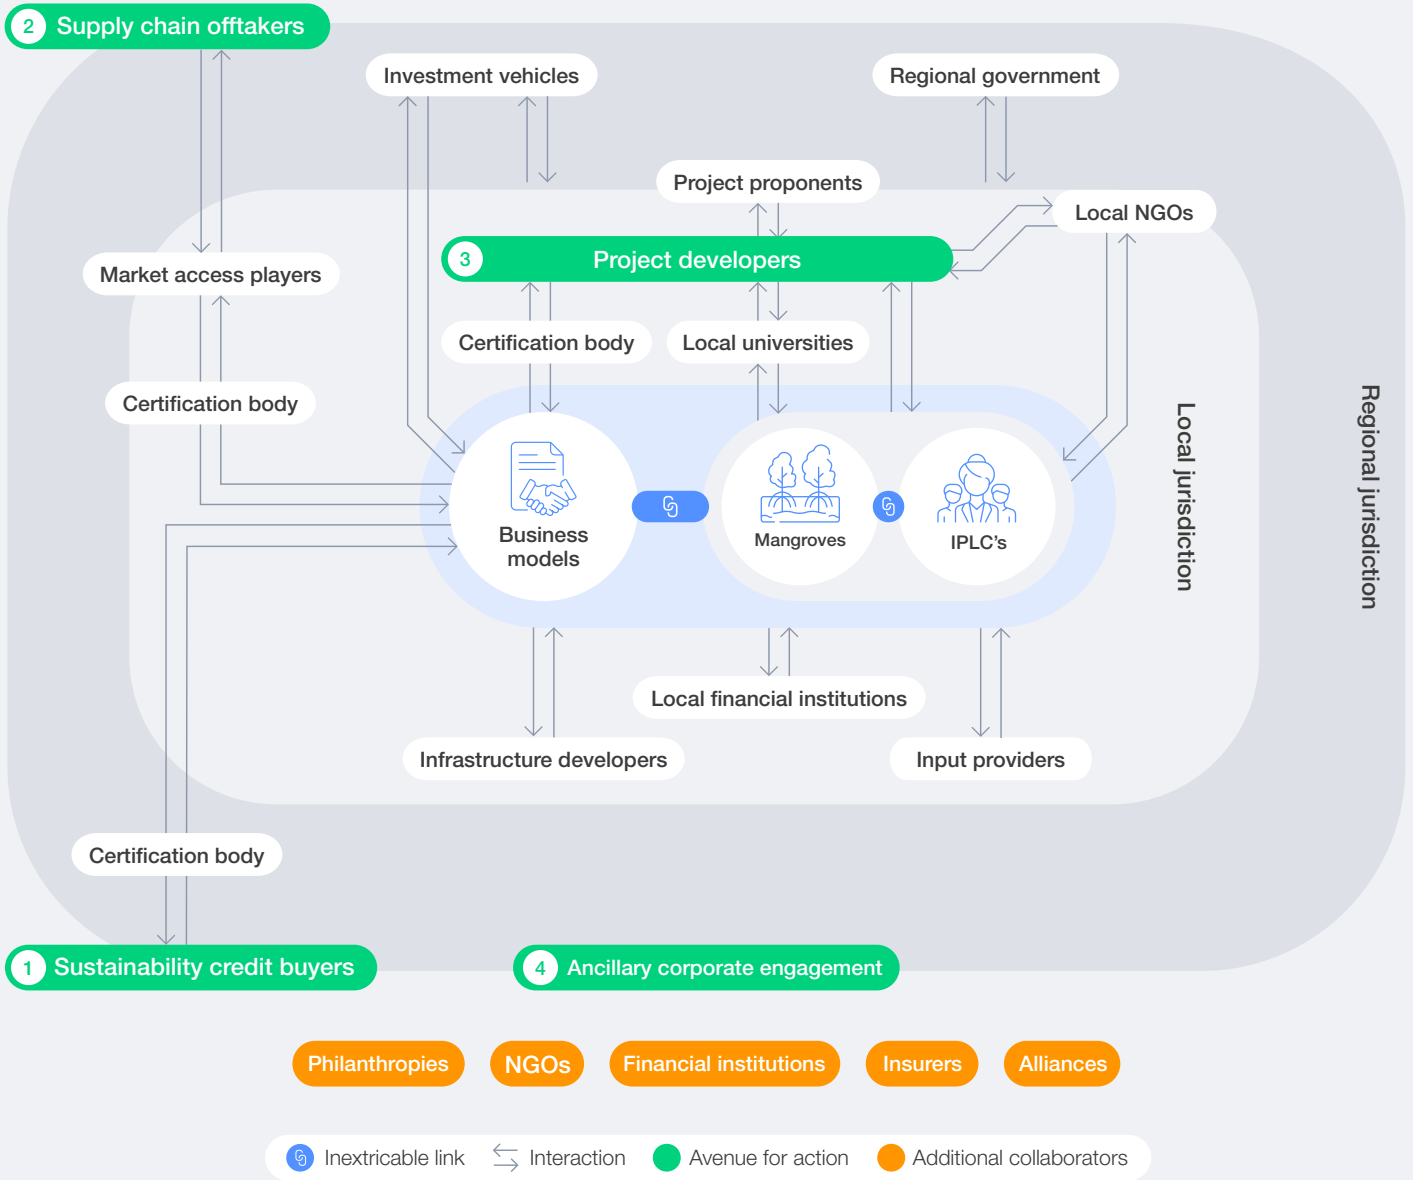 2 Supply chain offtakers
Investment vehicles
Regional government
Project proponents
Local NGOs
3 Project developers
Market access players
Certification body
Local universities
Certification body
Local jurisdiction
Regional jurisdiction
Business
models
Mangroves
IPLC's
Local financial institutions
Infrastructure developers
Input providers
Certification body
1 Sustainability credit buyers
4 Ancillary corporate engagement
Philanthropies
NGOs
Financial institutions
Insurers
Alliances
Inextricable link
Interaction
Avenue for action
Additional collaborators